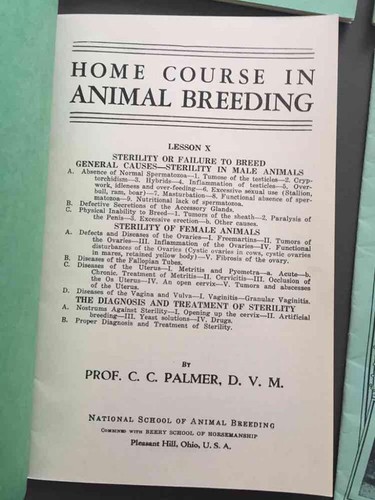 HOME COURSE IN
ANIMAL BREEDING
LESSON X
STERILITY OR FAILURE TO BREED
GENERAL CAUSES—STERILITY IN MALE ANIMALS
A. Absence of Normal Spermatozoa—1. Tumose of the testicles—2. Cryp-
torchidism—3. Hybrids—4. Inflammation of testicles—5. Over-
work, idleness and over-feeding—6. Excessive sexual use (Stallion,
bull, ram, boar)—7. Masturbation—8. Functional absence of sper-
matozoa—9. Nutritional lack of spermatozoa.
B. Defective Secretions of the Accessory Glands.
C. Physical Inability to Breed—1. Tumors of the sheath—2. Paralysis of
the Penis—3. Excessive erection—b. Other causes.
STERILITY OF FEMALE ANIMALS
A. Defects and Diseases of the Ovaries—I. Freemartins—II. Tumors of
the Ovaries—III. Inflammation of the Ovaries—IV. Functional
disturbances of the Ovaries (Cystic ovaries in cows, cystic ovaries
in mares, retained yellow body)—V. Fibrosis of the ovary.
B. Diseases of the Fallopian Tubes.
C. Diseases of the Uterus—I. Metritis and Pyometra—a. Acute—b.
Chronic. Treatment of Metritis—II. Cervicitis—III. Occlusion of
the Os Uterus—IV. An open cervix—V. Tumors and abscesses
of the Uterus.
D. Diseases of the Vagina and Vulva—I. Vaginitis—Granular Vaginitis.
THE DIAGNOSIS AND TREATMENT OF STERILITY
A. Nostrums Against Sterility—I. Opening up the cervix—II. Artificial
breeding—III. Yeast solutions—IV. Drugs.
B. Proper Diagnosis and Treatment of Sterility.
BY
PROF. C. C. PALMER, D. V. M.
NATIONAL SCHOOL OF ANIMAL BREEDING
COMBINED WITH BEERY SCHOOL OF HORSEMANSHIP
Pleasant Hill, Ohio, U. S. A.